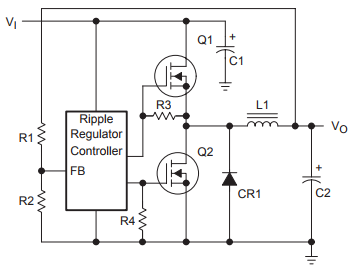 VI
Q1
+
C1
R3
Ripple
Regulator
Controller
L1
VO
R1
FB
Q2
+
R2
CR1
C2
R4